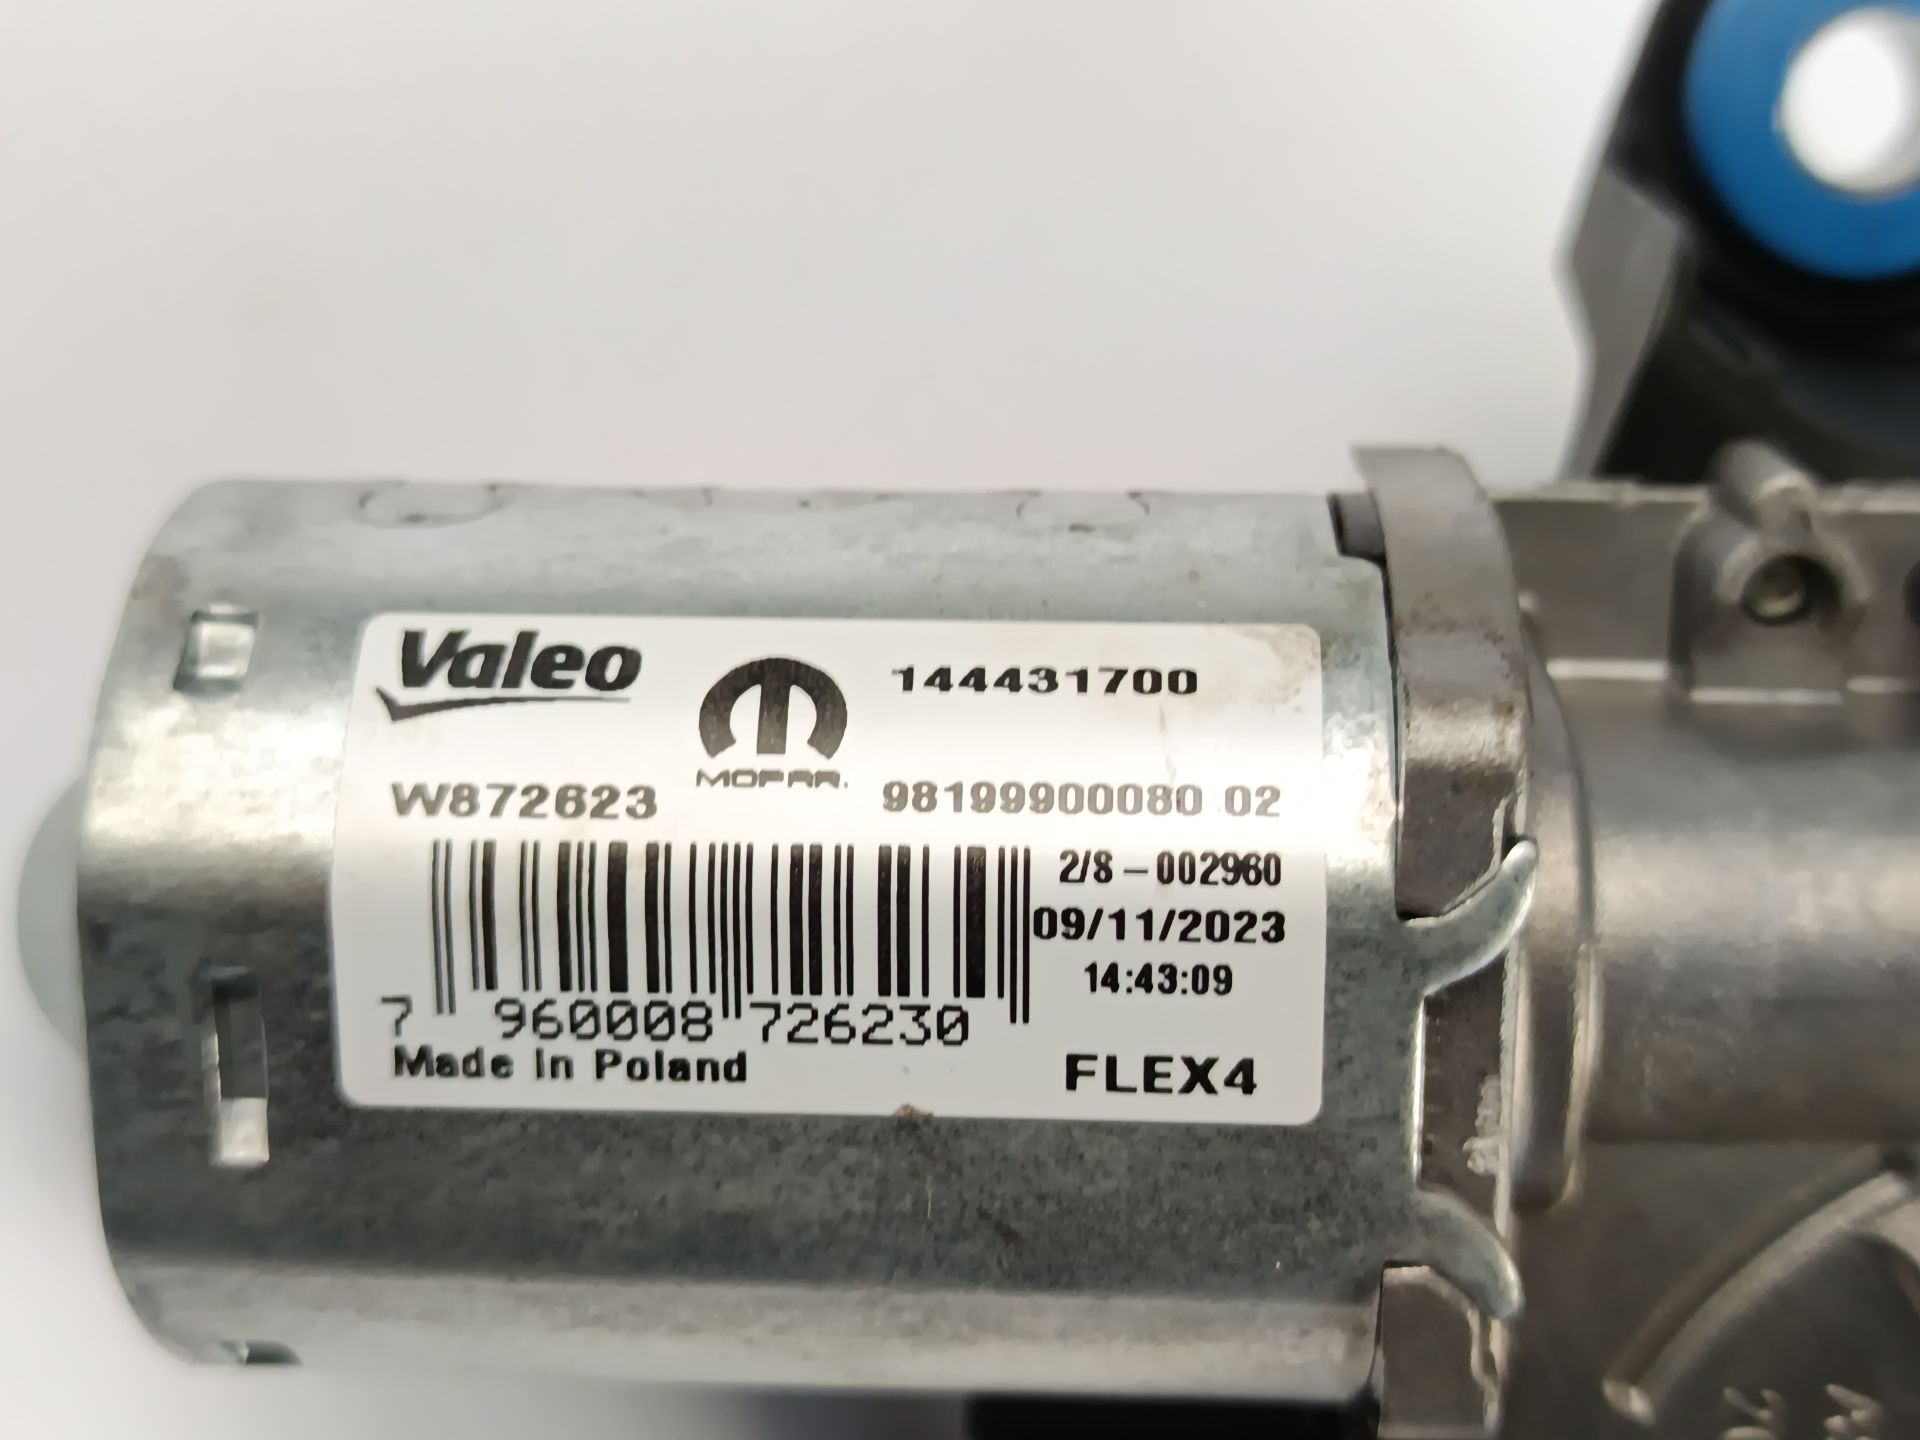 Valeo
MOPAR.
144431700
W872623
98199900080 02
2/8-002960
09/11/2023
14:43:09
7 960008 726230
Made in Poland
FLEX4